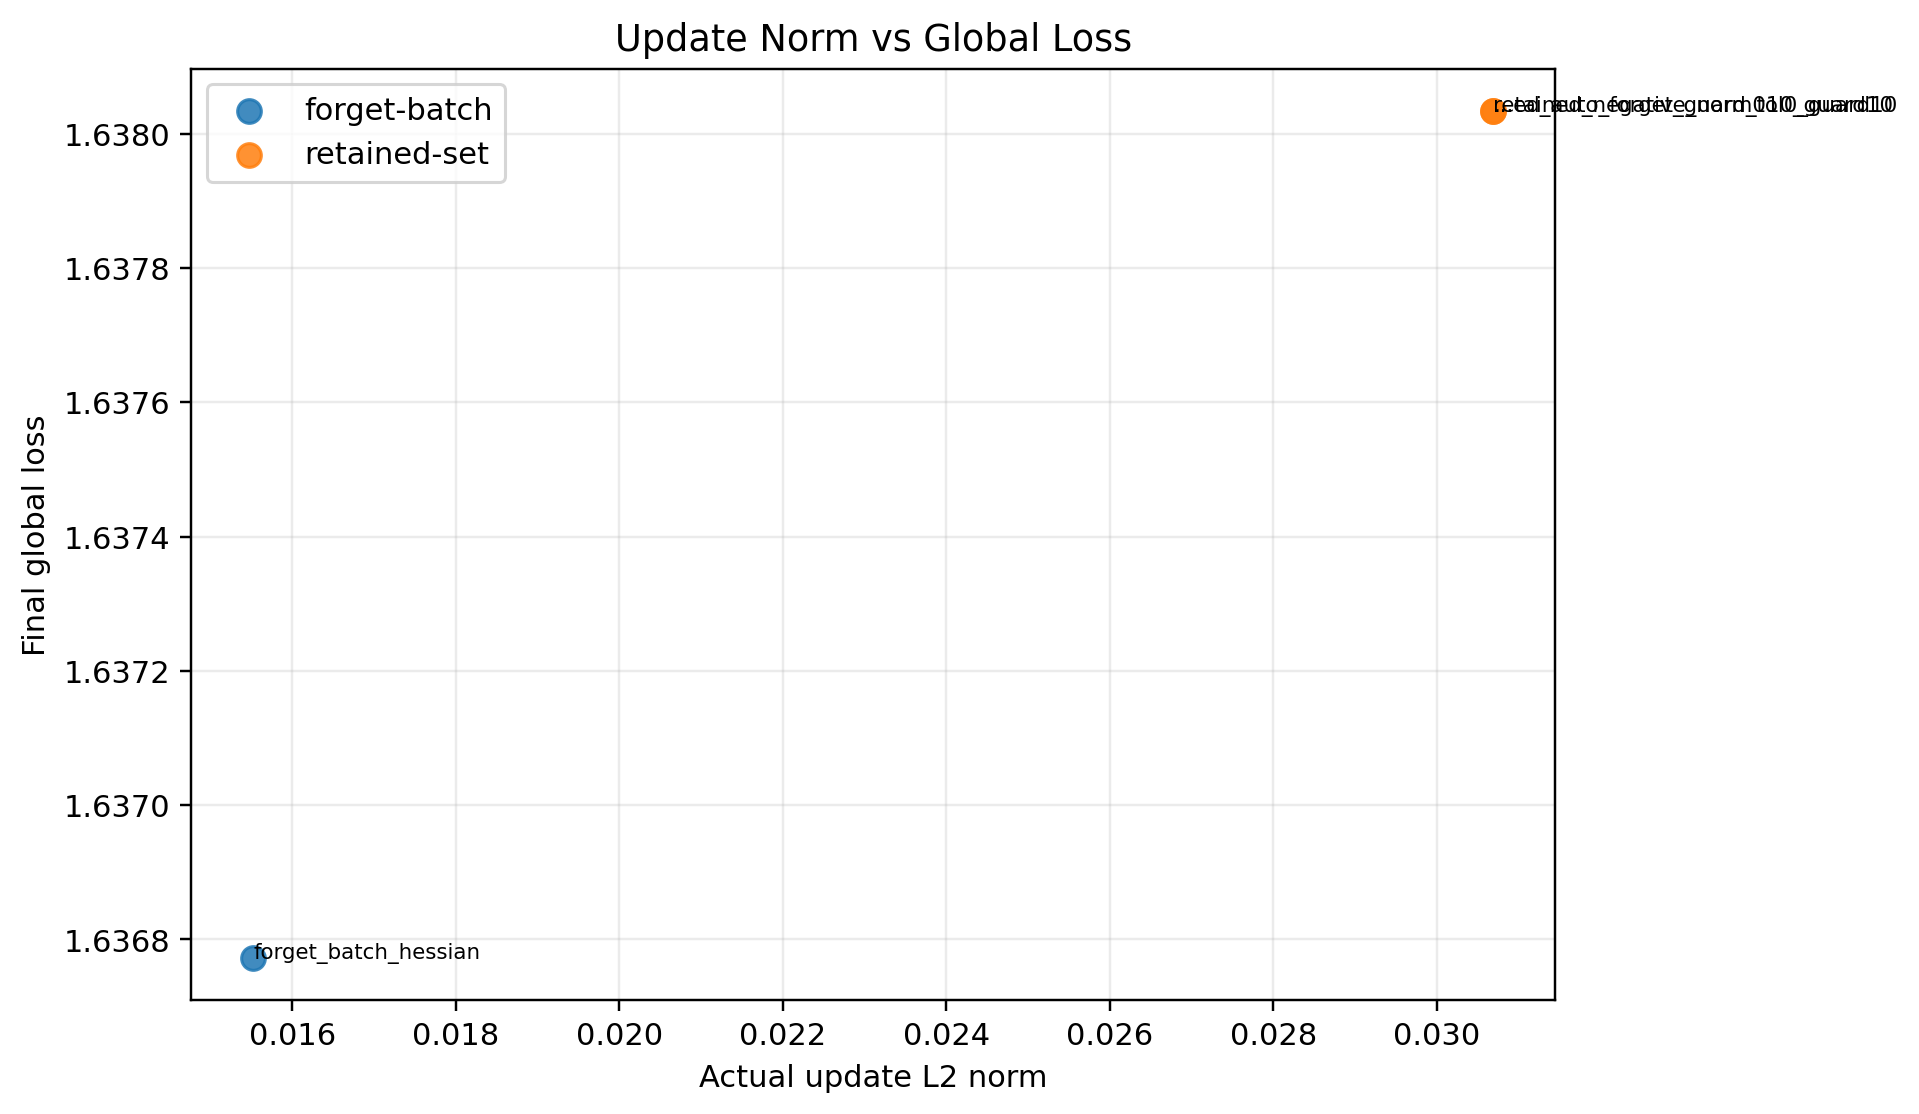 Update Norm vs Global Loss
forget-batch
retained-set
1.6380
1.6378
1.6376
1.6374
1.6372
1.6370
1.6368
Final global loss
forget_batch_hessian
0.016
0.018
0.020
0.022
0.024
0.026
0.028
0.030
Actual update L2 norm